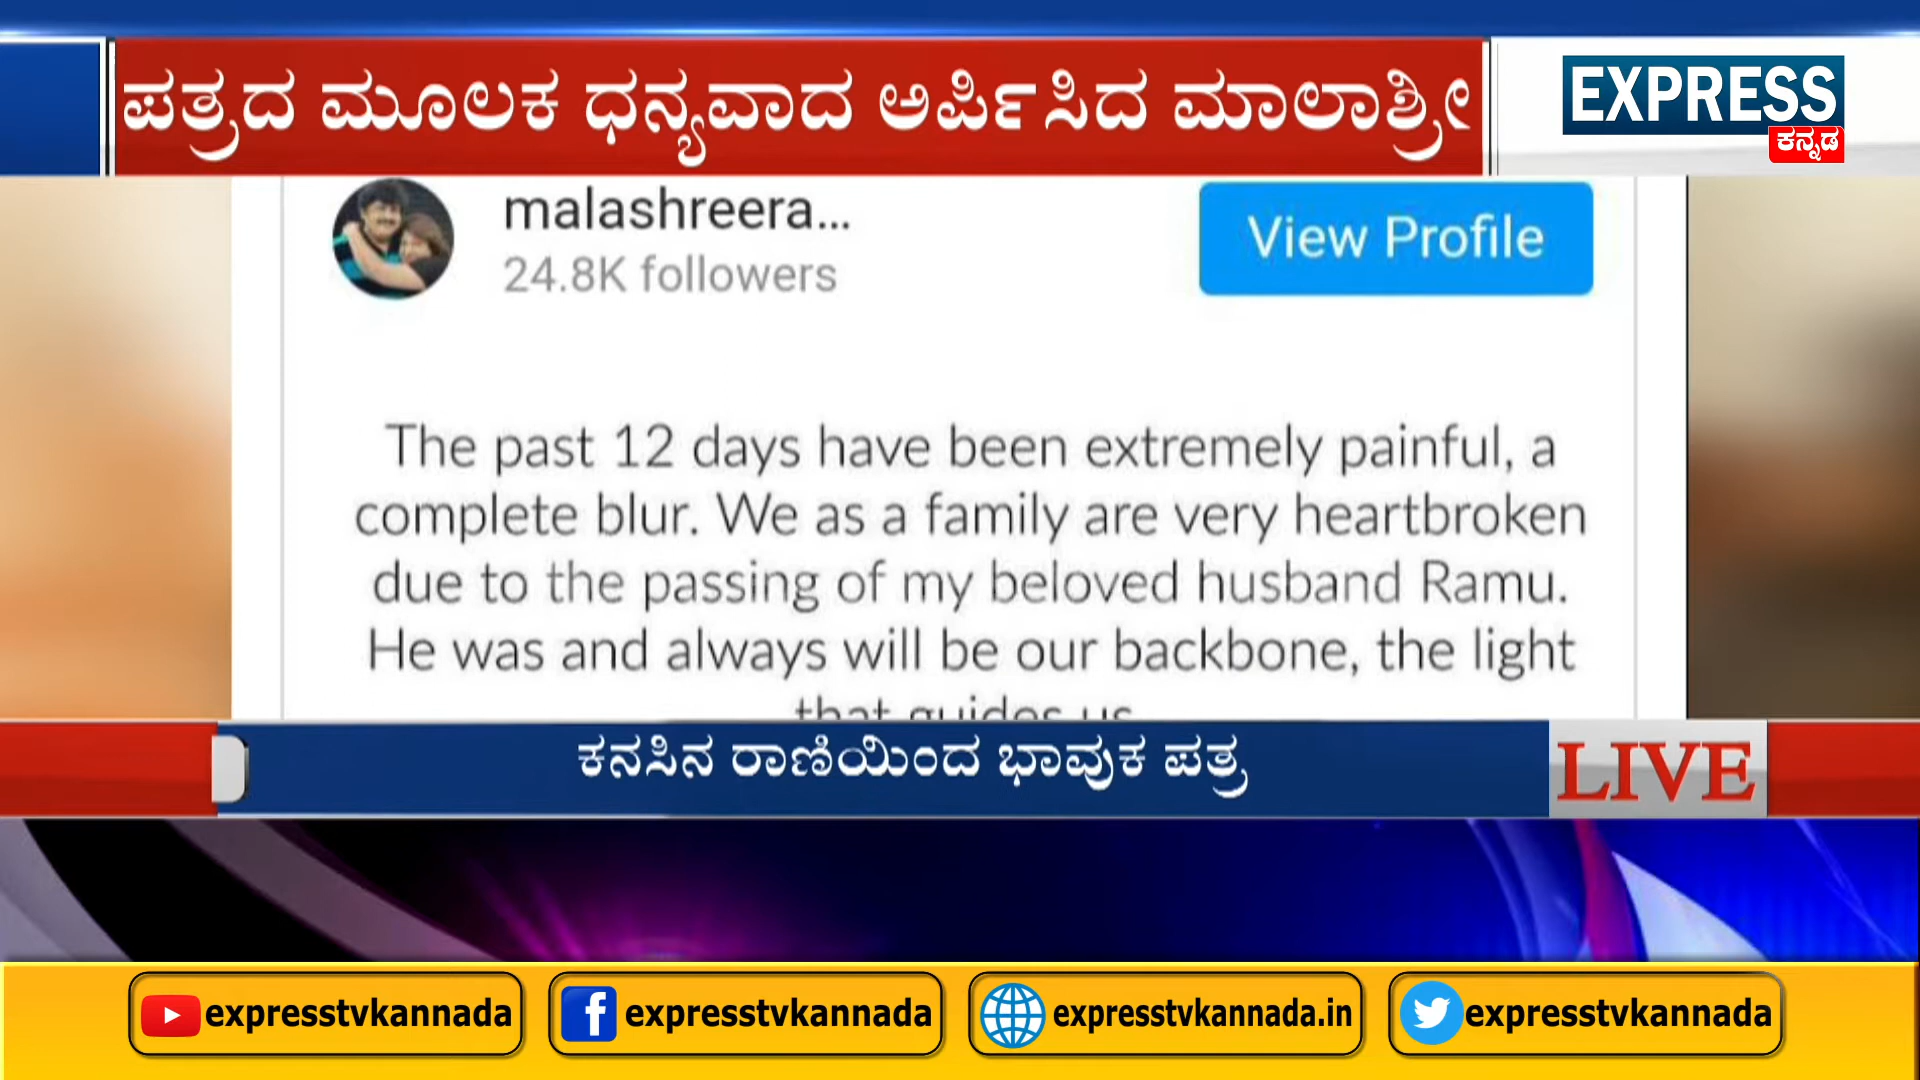 ಪತ್ರದ ಮೂಲಕ ಧನ್ಯವಾದ ಅರ್ಪಿಸಿದ ಮಾಲಾಶ್ರೀ
EXPRESS
ಕನ್ನಡ
malashreera...
24.8K followers
View Profile
The past 12 days have been extremely painful, a
complete blur. We as a family are very heartbroken
due to the passing of my beloved husband Ramu.
He was and always will be our backbone, the light
that guides us
ಕನಸಿನ ರಾಣಿಯಿಂದ ಭಾವುಕ ಪತ್ರ
LIVE
expresstvkannada
expresstvkannada
expresstvkannada.in
expresstvkannada